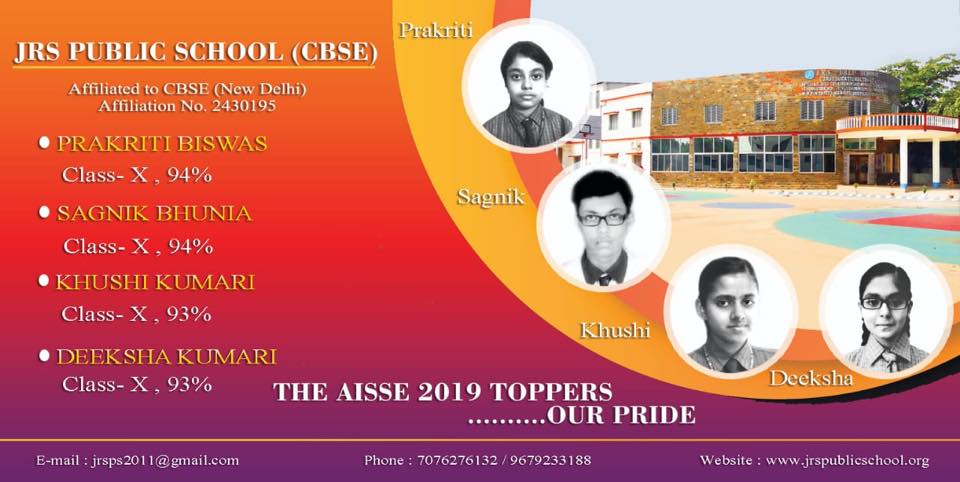 JRS PUBLIC SCHOOL (CBSE)
Affiliated to CBSE (New Delhi)
Affiliation No. 2430195
PRAKRITI BISWAS
Class- X , 94%
SAGNIK BHUNIA
Class- X , 94%
KHUSHI KUMARI
Class- X , 93%
DEEKSHA KUMARI
Class- X , 93%
Prakriti
Sagnik
Khushi
Deeksha
THE AISSE 2019 TOPPERS
..........OUR PRIDE
E-mail : jrsps2011@gmail.com
Phone : 7076276132 / 9679233188
Website : www.jrspublicschool.org